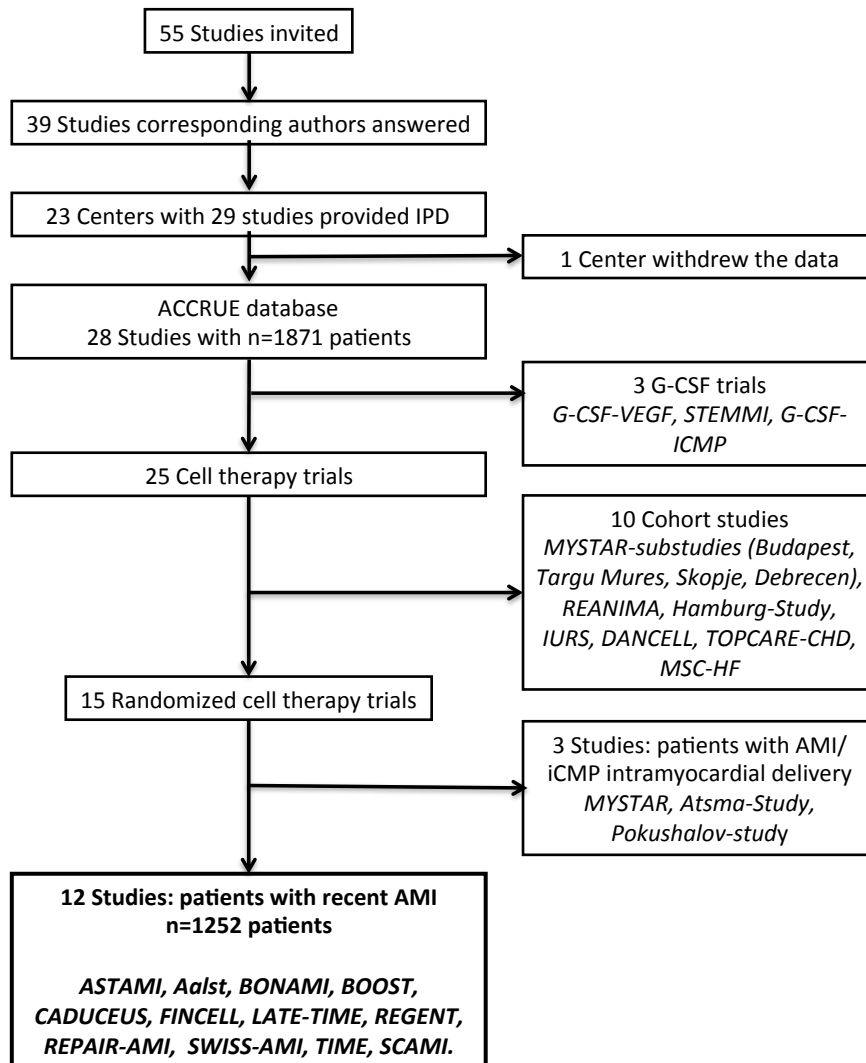 55 Studies invited
39 Studies corresponding authors answered
23 Centers with 29 studies provided IPD
1 Center withdrew the data
ACCRUE database
28 Studies with n=1871 patients
3 G-CSF trials
G-CSF-VEGF, STEMMI, G-CSF-
ICMP
25 Cell therapy trials
10 Cohort studies
MYSTAR-substudies (Budapest,
Targu Mures, Skopje, Debrecen),
REANIMA, Hamburg-Study,
IURS, DANCELL, TOPCARE-CHD,
MSC-HF
15 Randomized cell therapy trials
3 Studies: patients with AMI/
iCMP intramyocardial delivery
MYSTAR, Atsma-Study,
Pokushalov-study
12 Studies: patients with recent AMI
n=1252 patients
ASTAMI, Aalst, BONAMI, BOOST,
CADUCEUS, FINCELL, LATE-TIME, REGENT,
REPAIR-AMI, SWISS-AMI, TIME, SCAMI.